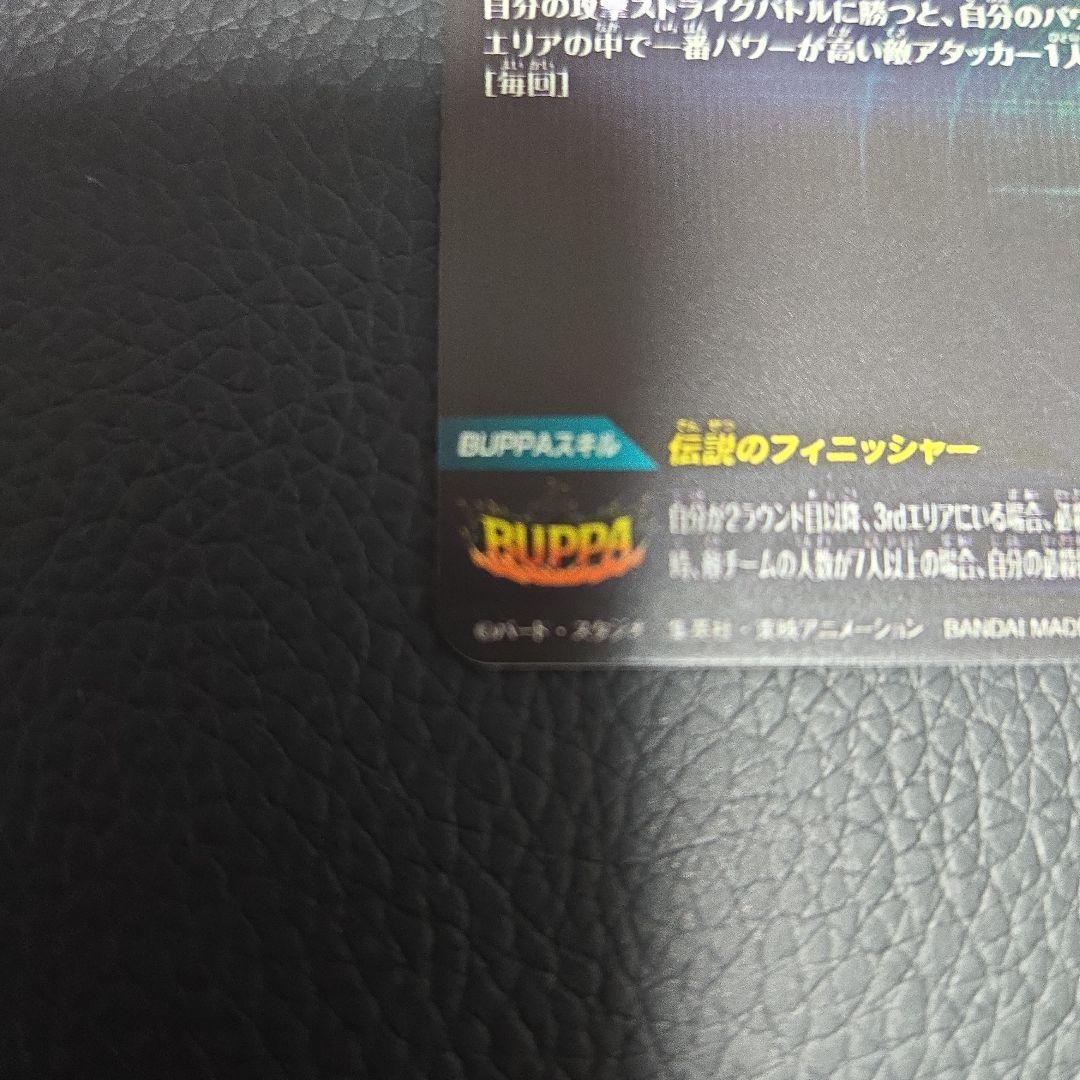 自分の攻撃ストライクバトルに勝つと、自分のパワ
エリアの中で一番パワーが高い敵アタッカー1人
[毎回]
BUPPAスキル
伝説のフィニッシャー
BUPPA
自分が2ラウンド目以降、3rdエリアにいる場合、必殺
時、敵チームの人数が7人以上の場合、自分の必殺
©バード・スタジオ 集英社・東映アニメーション BANDAI MADE